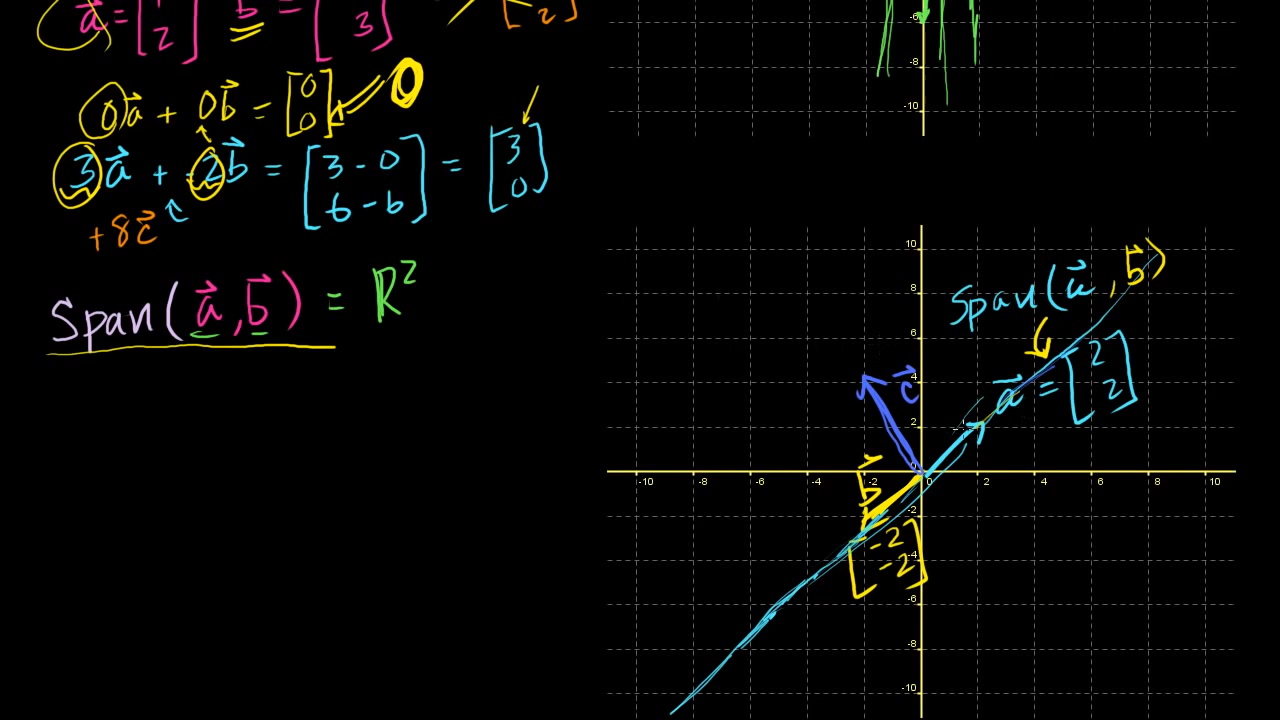 a⃗ = [1 2] b⃗ = [ 3] [ 2]
0a⃗ + 0b⃗ = [0 0] 0
3a⃗ + -2b⃗ = [3-0 6-6] = [3 0]
+8c⃗
Span(a⃗,b⃗) = R²
-6
-8
-10
10
8
6
4
2
0
-2
-4
-6
-8
-10
-10 -8 -6 -4 -2 0 2 4 6 8 10
Span(a⃗,b⃗)
a⃗ = [2 2]
c⃗
b⃗
[-2 -2]